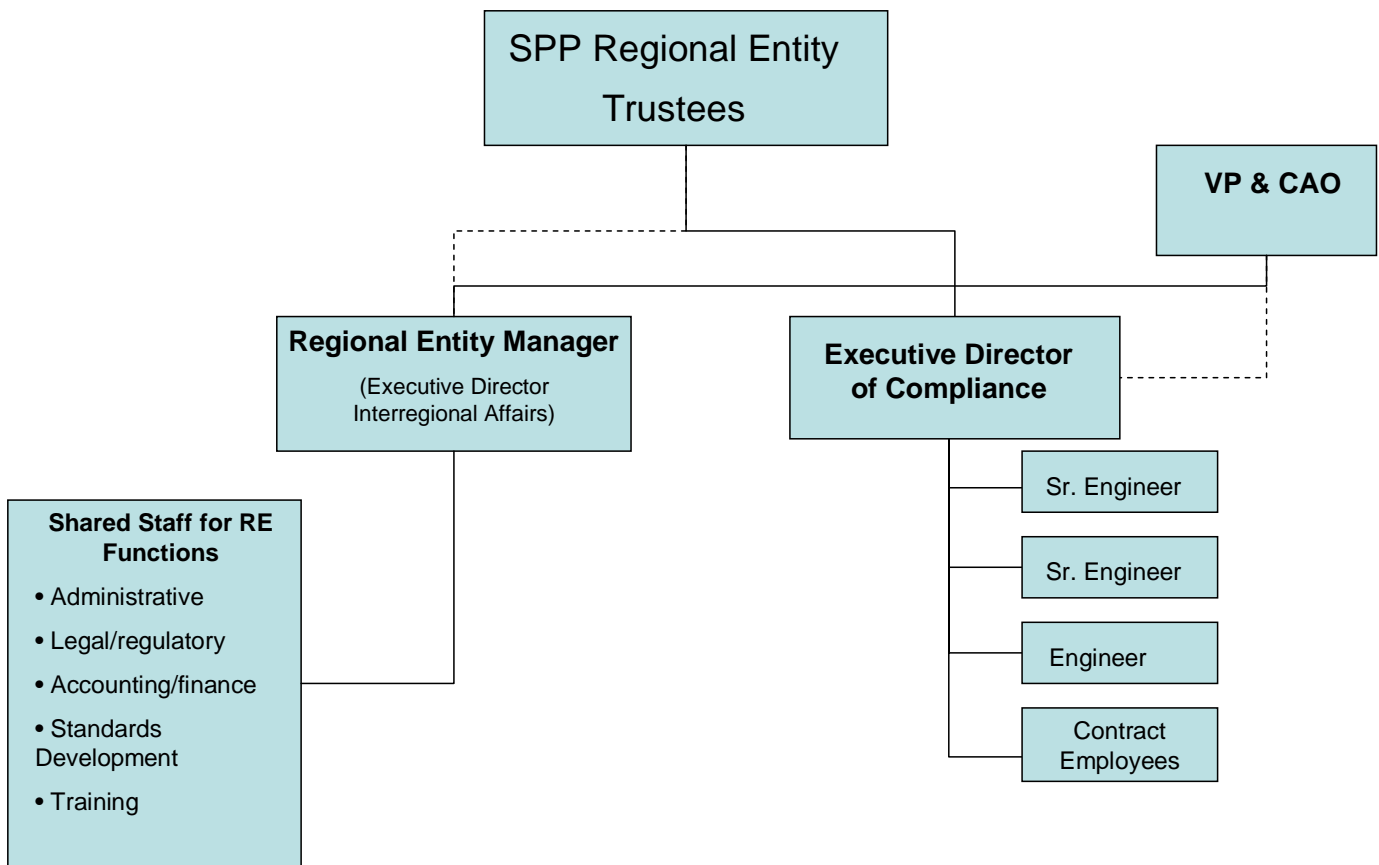 SPP Regional Entity
Trustees
VP & CAO
Regional Entity Manager
(Executive Director
Interregional Affairs)
Executive Director
of Compliance
Shared Staff for RE
Functions
• Administrative
• Legal/regulatory
• Accounting/finance
• Standards
Development
• Training
Sr. Engineer
Sr. Engineer
Engineer
Contract
Employees